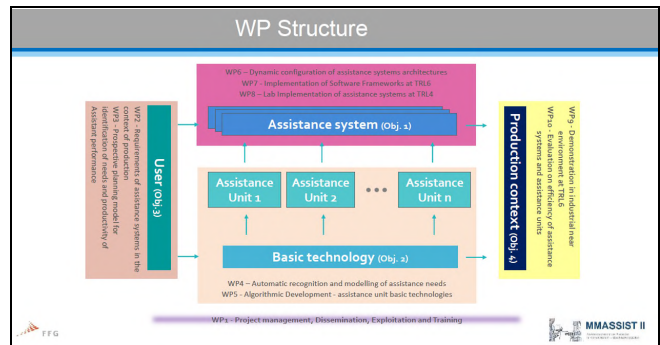 WP Structure
WP6 – Dynamic configuration of assistance systems architectures
WP7 - Implementation of Software Frameworks at TRL6
WP8 – Lab Implementation of assistance systems at TRL4
Assistance system (Obj. 1)
User (Obj.3)
WP2 - Requirements of assistance systems in the
context of production
WP3 - Prospective planning model for
identification of needs and productivity of
Assistant performance
Assistance
Unit 1
Assistance
Unit 2
•••
Assistance
Unit n
Basic technology (Obj. 2)
WP4 – Automatic recognition and modelling of assistance needs
WP5 - Algorithmic Development - assistance unit basic technologies
Production context (Obj. 4)
WP9 - Demonstration in industrial near
environment at TRL6
WP10 - Evaluation on efficiency of assistance
systems and assistance units
WP1 - Project management, Dissemination, Exploitation and Training
FFG
MMASSIST II